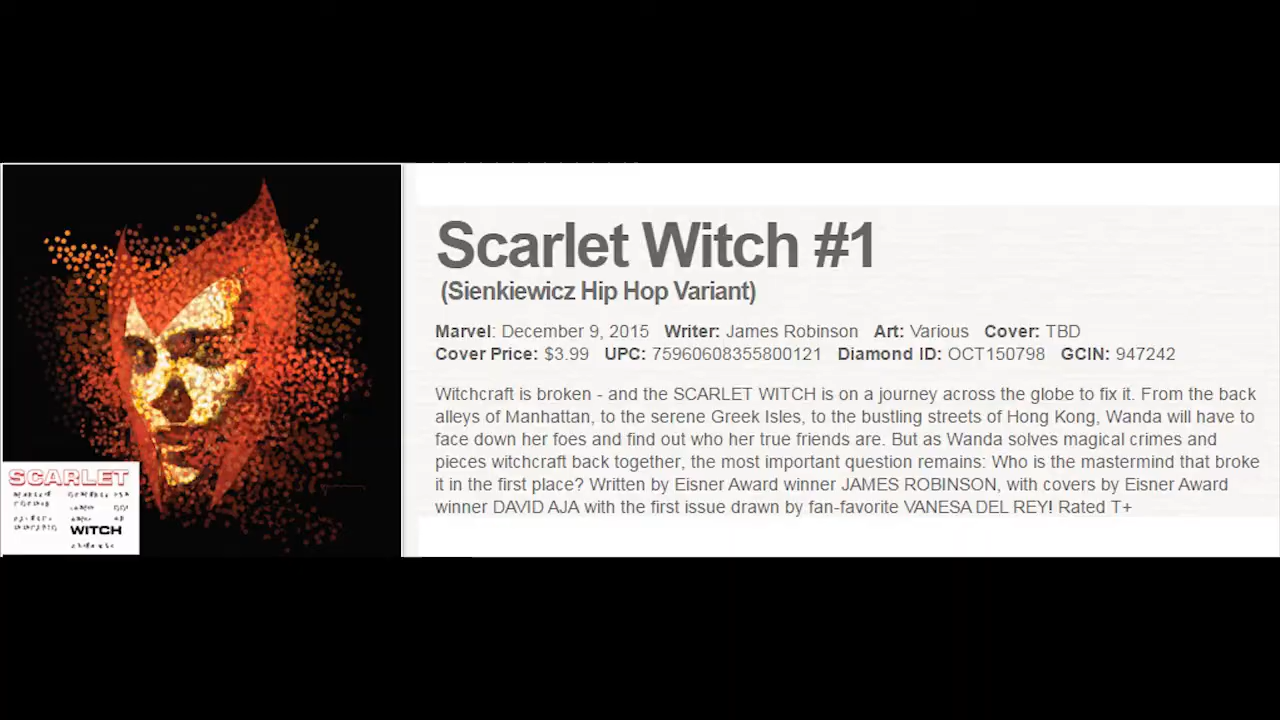 Scarlet Witch #1
(Sienkiewicz Hip Hop Variant)
Marvel: December 9, 2015 Writer: James Robinson Art: Various Cover: TBD
Cover Price: $3.99 UPC: 75960608355800121 Diamond ID: OCT150798 GCIN: 947242
Witchcraft is broken - and the SCARLET WITCH is on a journey across the globe to fix it. From the back
alleys of Manhattan, to the serene Greek Isles, to the bustling streets of Hong Kong, Wanda will have to
face down her foes and find out who her true friends are. But as Wanda solves magical crimes and
pieces witchcraft back together, the most important question remains: Who is the mastermind that broke
it in the first place? Written by Eisner Award winner JAMES ROBINSON, with covers by Eisner Award
winner DAVID AJA with the first issue drawn by fan-favorite VANESA DEL REY! Rated T+
SCARLET
WITCH